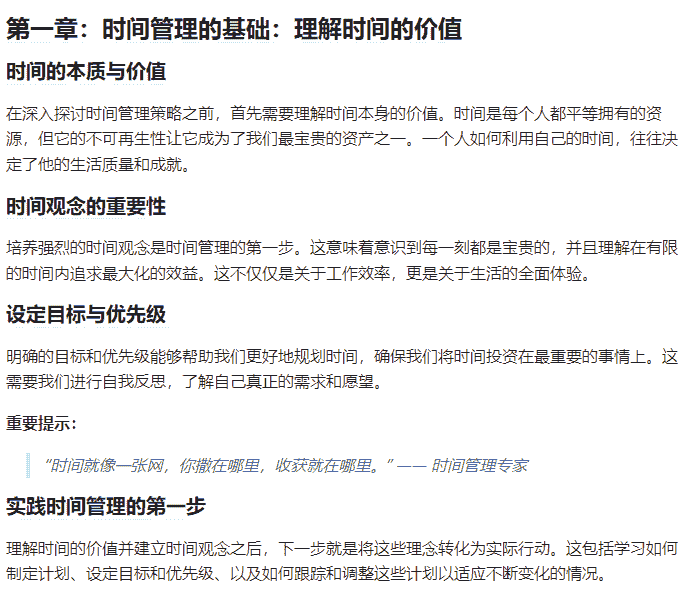 第一章：时间管理的基础：理解时间的价值
时间的本质与价值
在深入探讨时间管理策略之前，首先需要理解时间本身的价值。时间是每个人都平等拥有的资
源，但它的不可再生性让它成为了我们最宝贵的资产之一。一个人如何利用自己的时间，往往决
定了他的生活质量和成就。
时间观念的重要性
培养强烈的时间观念是时间管理的第一步。这意味着意识到每一刻都是宝贵的，并且理解在有限
的时间内追求最大化的效益。这不仅仅是关于工作效率，更是关于生活的全面体验。
设定目标与优先级
明确的目标和优先级能够帮助我们更好地规划时间，确保我们将时间投资在最重要的事情上。这
需要我们进行自我反思，了解自己真正的需求和愿望。
重要提示：
“时间就像一张网，你撒在哪里，收获就在哪里。” —— 时间管理专家
实践时间管理的第一步
理解时间的价值并建立时间观念之后，下一步就是将这些理念转化为实际行动。这包括学习如何
制定计划、设定目标和优先级、以及如何跟踪和调整这些计划以适应不断变化的情况。